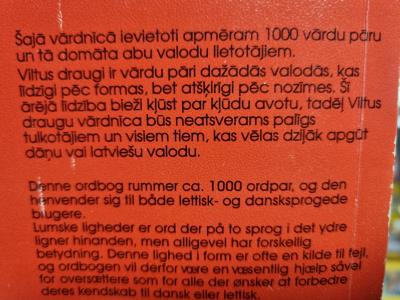 Šajā vārdnīcā ievietoti apmēram 1000 vārdu pāru
un tā domāta abu valodu lietotājiem.
Viltus draugi ir vārdu pāri dažādās valodās, kas
līdzīgi pēc formas, bet atšķirīgi pēc nozīmes. Šī
ārējā līdzība bieži kļūst par kļūdu avotu, tadēļ Viltus
draugu vārdnīca būs neatsverams palīgs
tulkotājiem un visiem tiem, kas vēlas dziļāk apgūt
dāņu vai latviešu valodu.
Denne ordbog rummer ca. 1000 ordpar, og den
henvender sig til både lettisk- og dansksprogede
brugere.
Lumske ligheder er ord der på to sprog i det ydre
ligner hinanden, men alligevel har forskellig
betydning. Denne lighed i form er ofte en kilde til fejl,
og ordbogen vil derfor være en væsentlig hjælp såvel
for oversættere som for alle der ønsker at forbedre
deres kendskab til dansk eller lettisk.